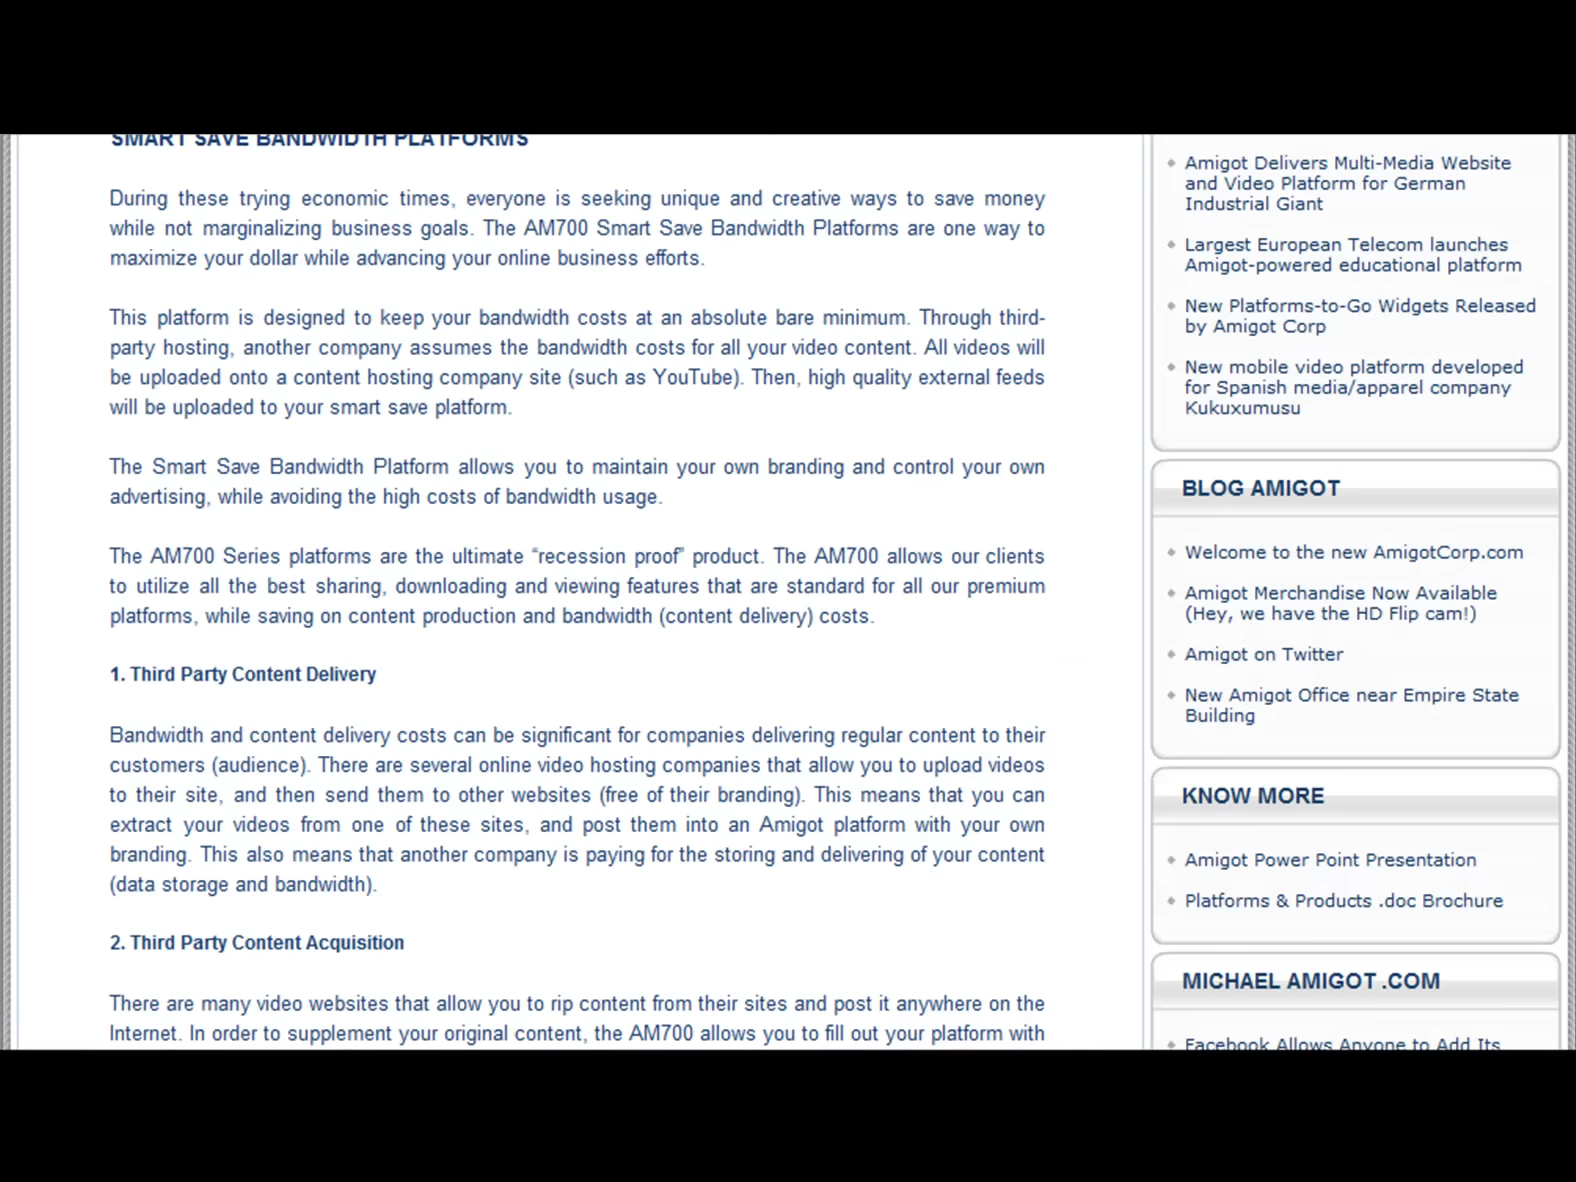 SMART SAVE BANDWIDTH PLATFORMS
During these trying economic times, everyone is seeking unique and creative ways to save money
while not marginalizing business goals. The AM700 Smart Save Bandwidth Platforms are one way to
maximize your dollar while advancing your online business efforts.
This platform is designed to keep your bandwidth costs at an absolute bare minimum. Through third-
party hosting, another company assumes the bandwidth costs for all your video content. All videos will
be uploaded onto a content hosting company site (such as YouTube). Then, high quality external feeds
will be uploaded to your smart save platform.
The Smart Save Bandwidth Platform allows you to maintain your own branding and control your own
advertising, while avoiding the high costs of bandwidth usage.
The AM700 Series platforms are the ultimate “recession proof” product. The AM700 allows our clients
to utilize all the best sharing, downloading and viewing features that are standard for all our premium
platforms, while saving on content production and bandwidth (content delivery) costs.
1. Third Party Content Delivery
Bandwidth and content delivery costs can be significant for companies delivering regular content to their
customers (audience). There are several online video hosting companies that allow you to upload videos
to their site, and then send them to other websites (free of their branding). This means that you can
extract your videos from one of these sites, and post them into an Amigot platform with your own
branding. This also means that another company is paying for the storing and delivering of your content
(data storage and bandwidth).
2. Third Party Content Acquisition
There are many video websites that allow you to rip content from their sites and post it anywhere on the
Internet. In order to supplement your original content, the AM700 allows you to fill out your platform with
Amigot Delivers Multi-Media Website
and Video Platform for German
Industrial Giant
Largest European Telecom launches
Amigot-powered educational platform
New Platforms-to-Go Widgets Released
by Amigot Corp
New mobile video platform developed
for Spanish media/apparel company
Kukuxumusu
BLOG AMIGOT
Welcome to the new AmigotCorp.com
Amigot Merchandise Now Available
(Hey, we have the HD Flip cam!)
Amigot on Twitter
New Amigot Office near Empire State
Building
KNOW MORE
Amigot Power Point Presentation
Platforms & Products .doc Brochure
MICHAEL AMIGOT .COM
Facebook Allows Anyone to Add Its